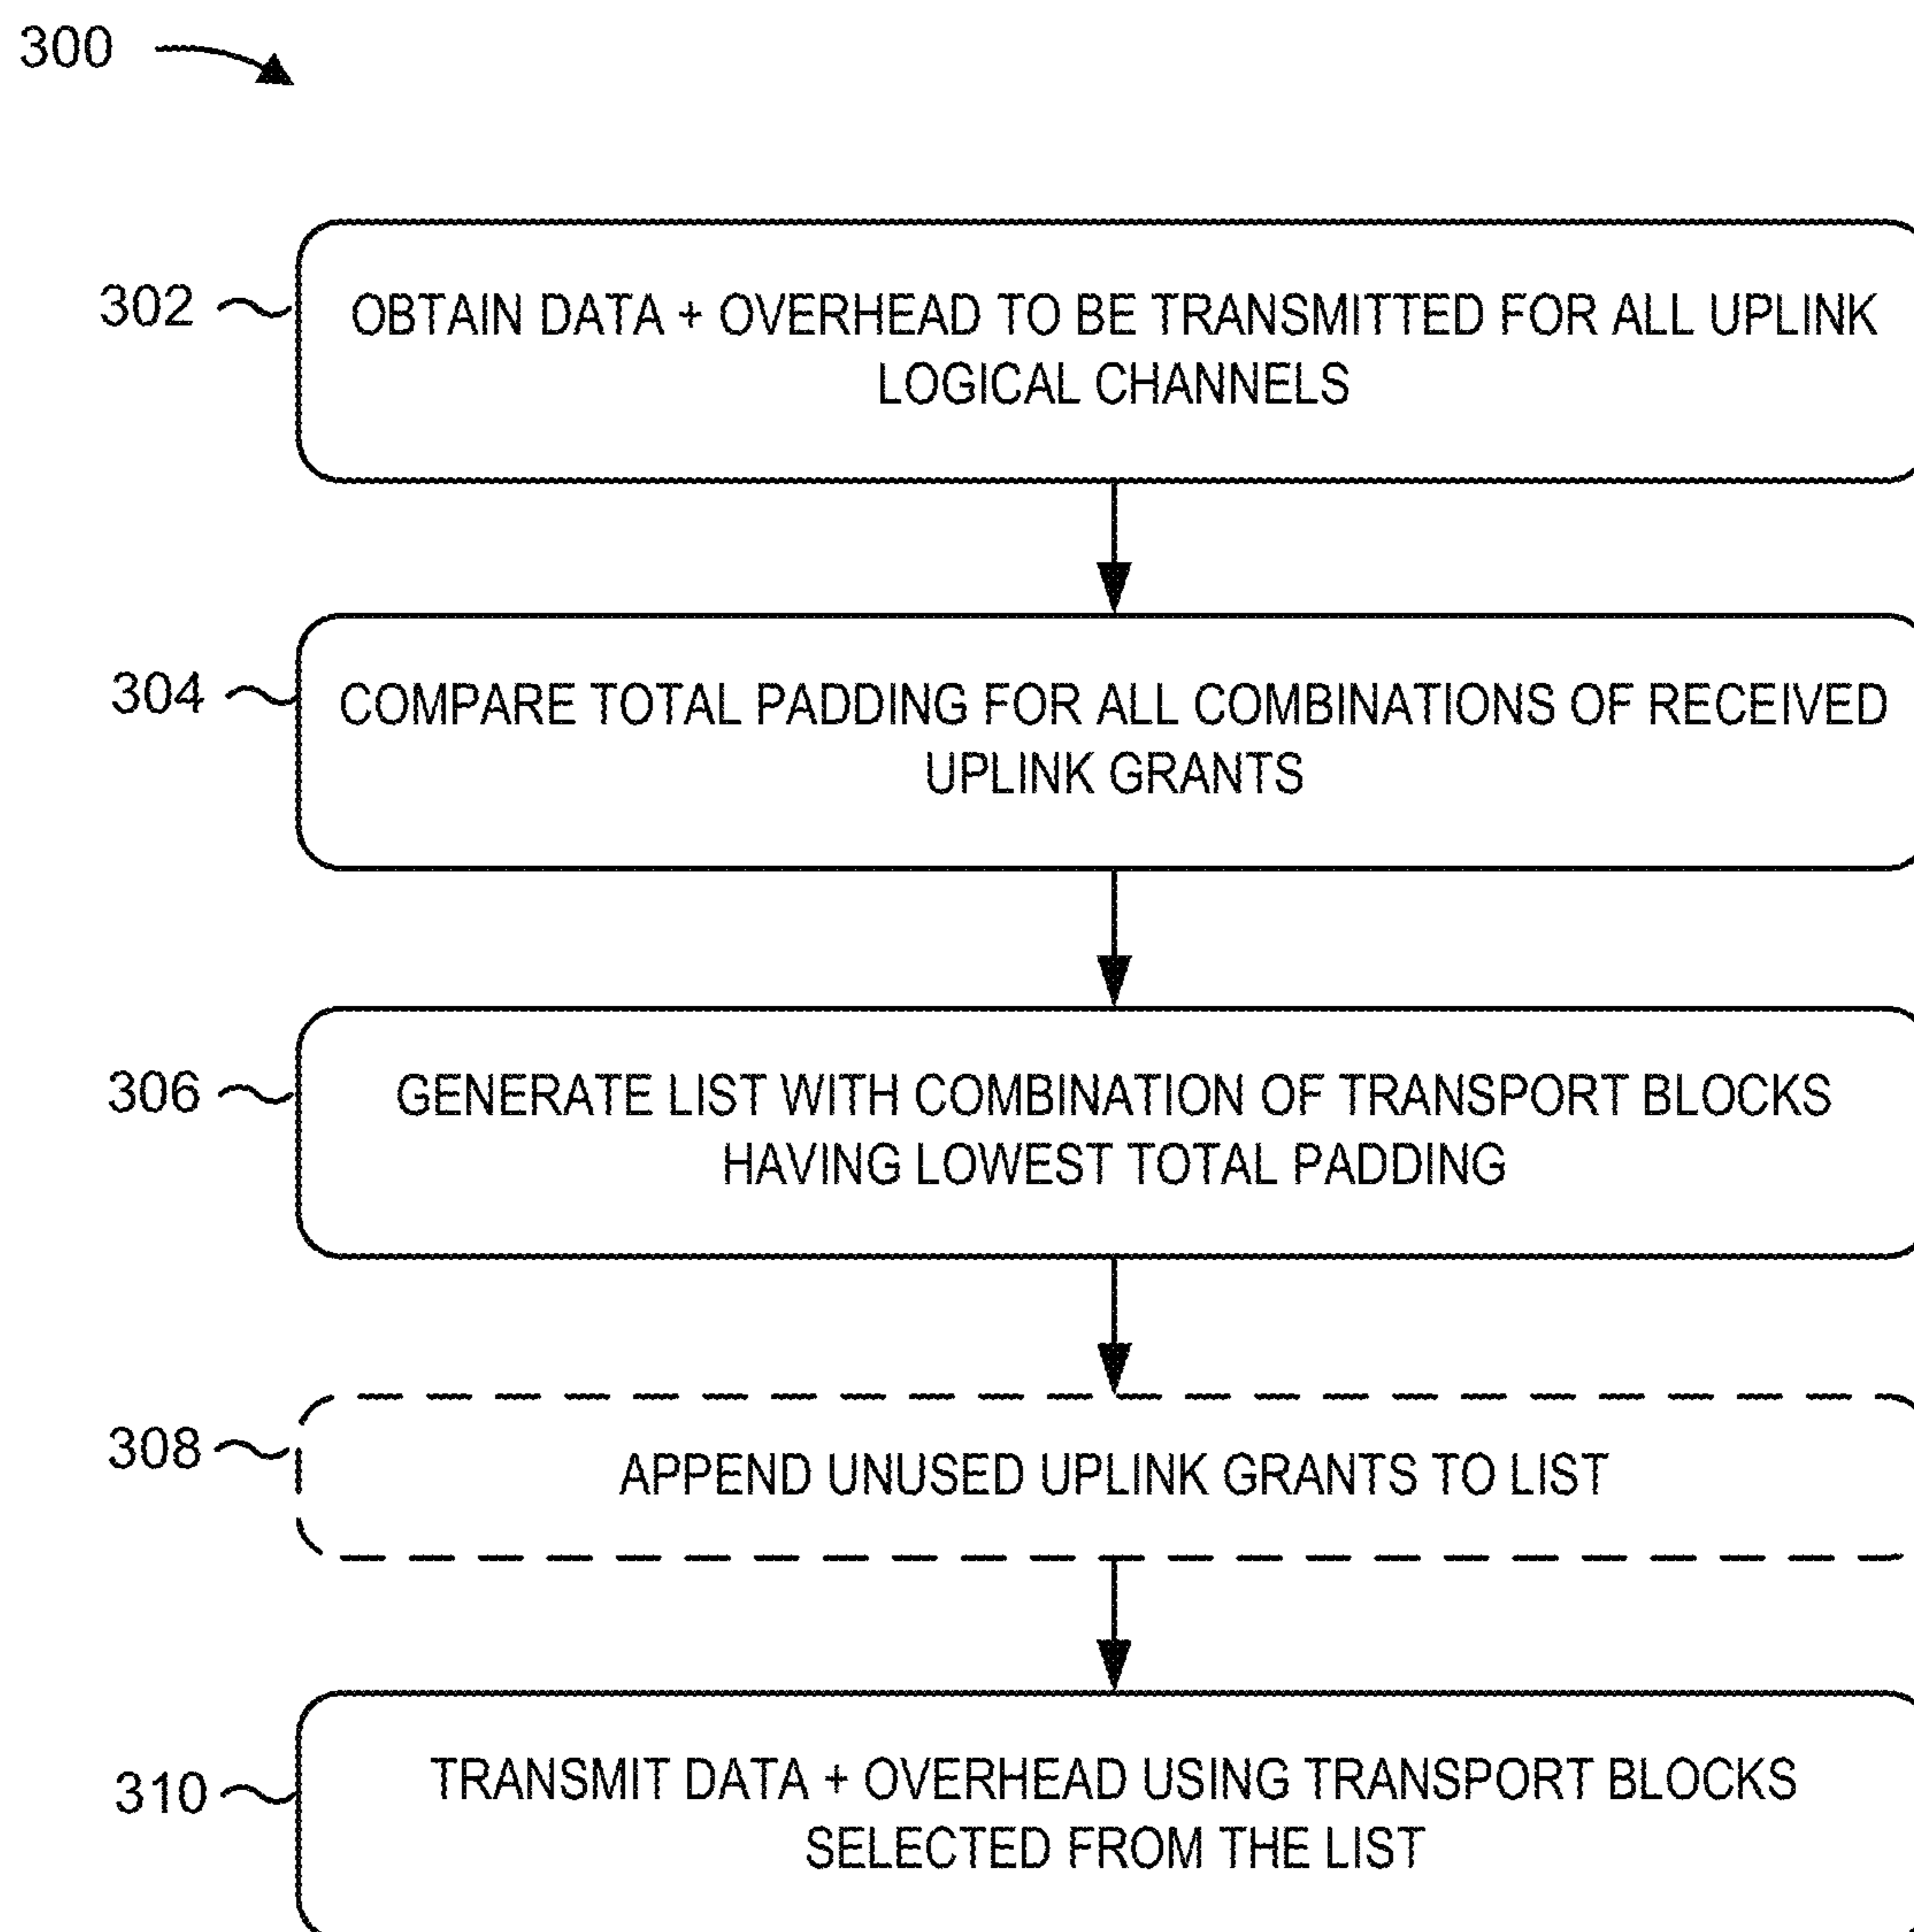 300
302
OBTAIN DATA + OVERHEAD TO BE TRANSMITTED FOR ALL UPLINK
LOGICAL CHANNELS
304
COMPARE TOTAL PADDING FOR ALL COMBINATIONS OF RECEIVED
UPLINK GRANTS
306
GENERATE LIST WITH COMBINATION OF TRANSPORT BLOCKS
HAVING LOWEST TOTAL PADDING
308
APPEND UNUSED UPLINK GRANTS TO LIST
310
TRANSMIT DATA + OVERHEAD USING TRANSPORT BLOCKS
SELECTED FROM THE LIST